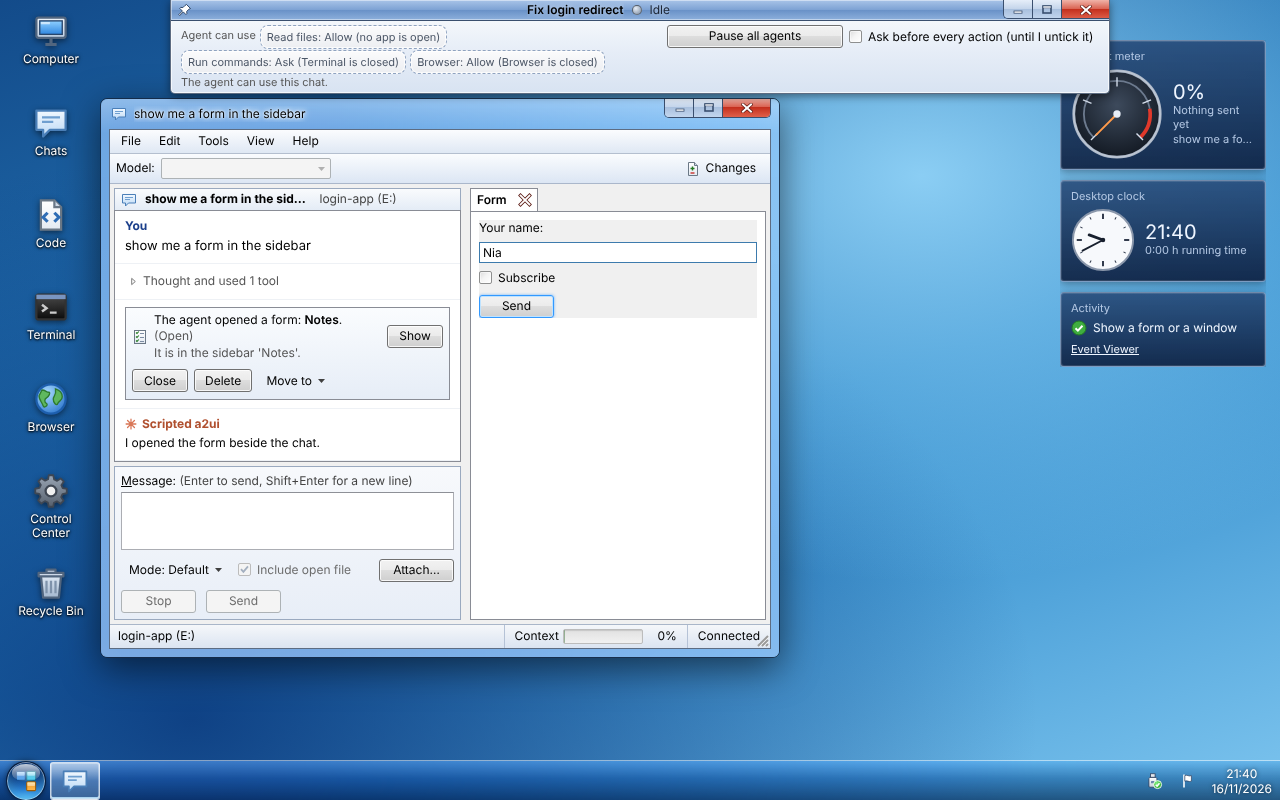 Fix login redirect Idle
Agent can use Read files: Allow (no app is open)
Run commands: Ask (Terminal is closed) Browser: Allow (Browser is closed)
The agent can use this chat.
Pause all agents
Ask before every action (until I untick it)
Computer
Chats
Code
Terminal
Browser
Control
Center
Recycle Bin
show me a form in the sidebar
File Edit Tools View Help
Model:
Changes
show me a form in the sid... login-app (E:)
You
show me a form in the sidebar
Thought and used 1 tool
The agent opened a form: Notes.
(Open)
It is in the sidebar 'Notes'.
Show
Close Delete Move to
Scripted a2ui
I opened the form beside the chat.
Message: (Enter to send, Shift+Enter for a new line)
Mode: Default Include open file Attach...
Stop Send
Form
Your name:
Nia
Subscribe
Send
login-app (E:) Context 0% Connected
meter
0%
Nothing sent
yet
show me a fo...
Desktop clock
21:40
0:00 h running time
Activity
Show a form or a window
Event Viewer
21:40
16/11/2026